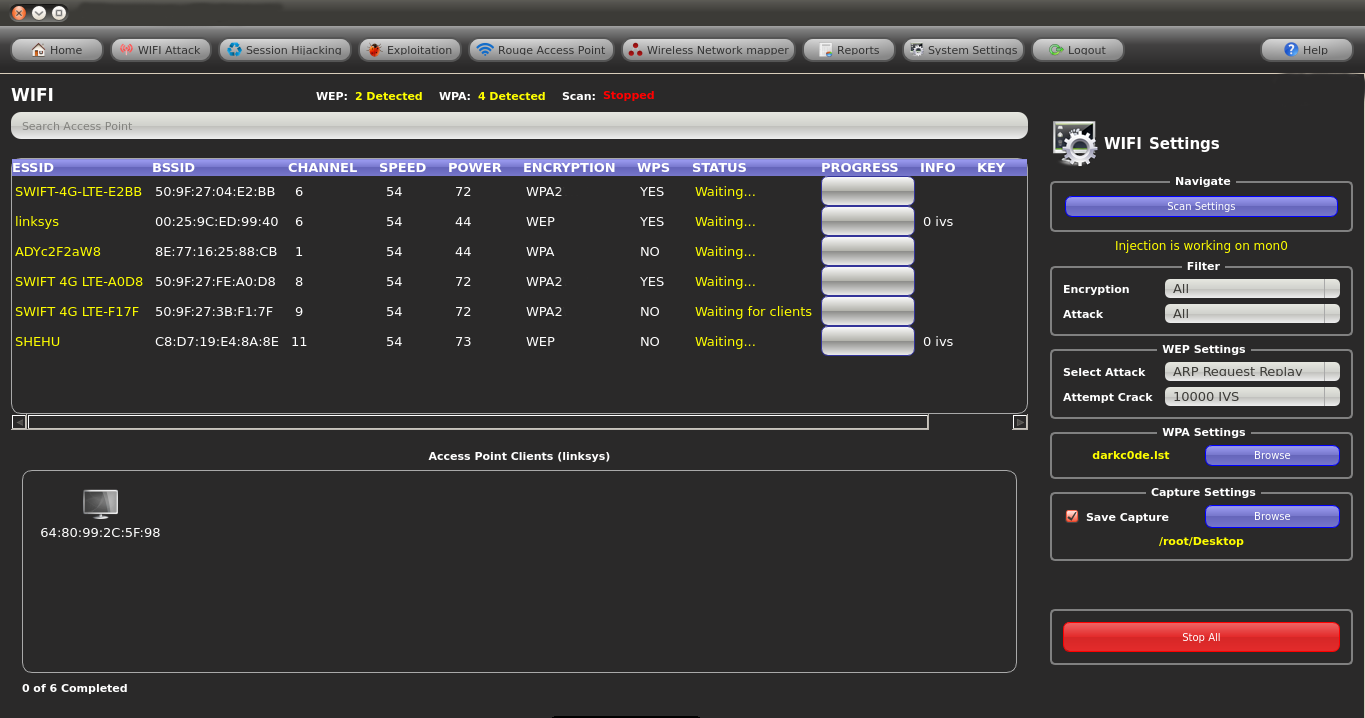 Home WIFI Attack Session Hijacking Exploitation Rouge Access Point Wireless Network mapper Reports System Settings Logout Help
WIFI WEP: 2 Detected WPA: 4 Detected Scan: Stopped
Search Access Point
ESSID BSSID CHANNEL SPEED POWER ENCRYPTION WPS STATUS PROGRESS INFO KEY
SWIFT-4G-LTE-E2BB 50:9F:27:04:E2:BB 6 54 72 WPA2 YES Waiting...
linksys 00:25:9C:ED:99:40 6 54 44 WEP YES Waiting... 0 ivs
ADYc2F2aW8 8E:77:16:25:88:CB 1 54 44 WPA NO Waiting...
SWIFT 4G LTE-A0D8 50:9F:27:FE:A0:D8 8 54 72 WPA2 YES Waiting...
SWIFT 4G LTE-F17F 50:9F:27:3B:F1:7F 9 54 72 WPA2 NO Waiting for clients
SHEHU C8:D7:19:E4:8A:8E 11 54 73 WEP NO Waiting... 0 ivs
Access Point Clients (linksys)
64:80:99:2C:5F:98
0 of 6 Completed
WIFI Settings
Navigate
Scan Settings
Injection is working on mon0
Filter
Encryption All
Attack All
WEP Settings
Select Attack ARP Request Replay
Attempt Crack 10000 IVS
WPA Settings
darkc0de.lst Browse
Capture Settings
Save Capture Browse
/root/Desktop
Stop All